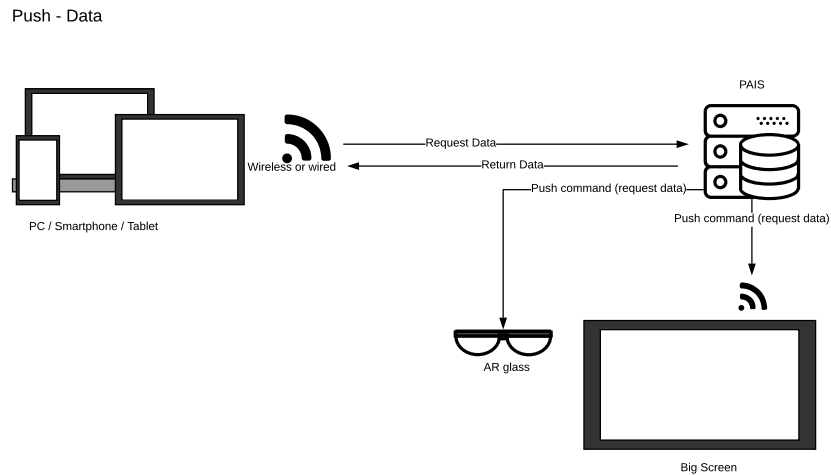 Push - Data
PAIS
Request Data
Wireless or wired
Return Data
Push command (request data)
Push command (request data)
PC / Smartphone / Tablet
AR glass
Big Screen